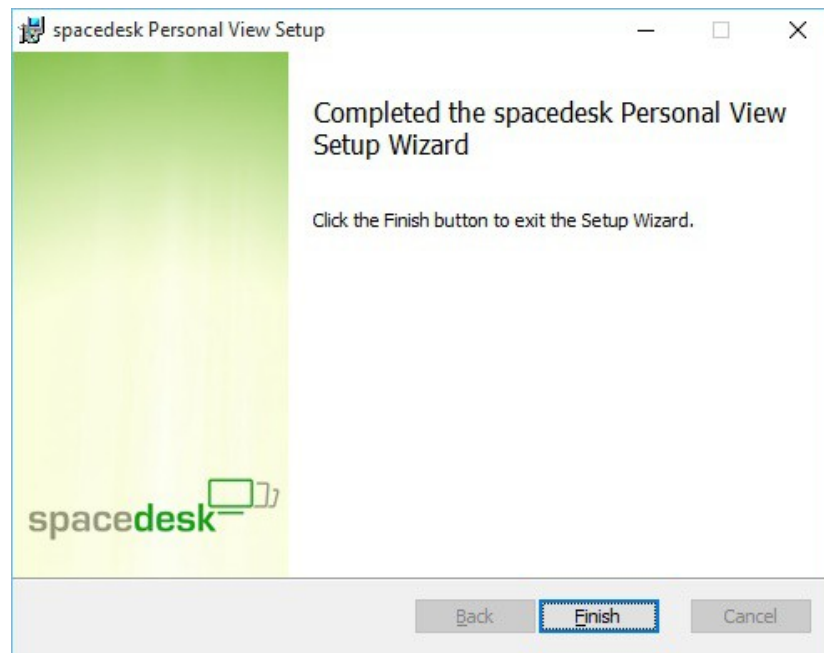 spacedesk Personal View Setup
Completed the spacedesk Personal View
Setup Wizard
Click the Finish button to exit the Setup Wizard.
spacedesk
Back Finish Cancel